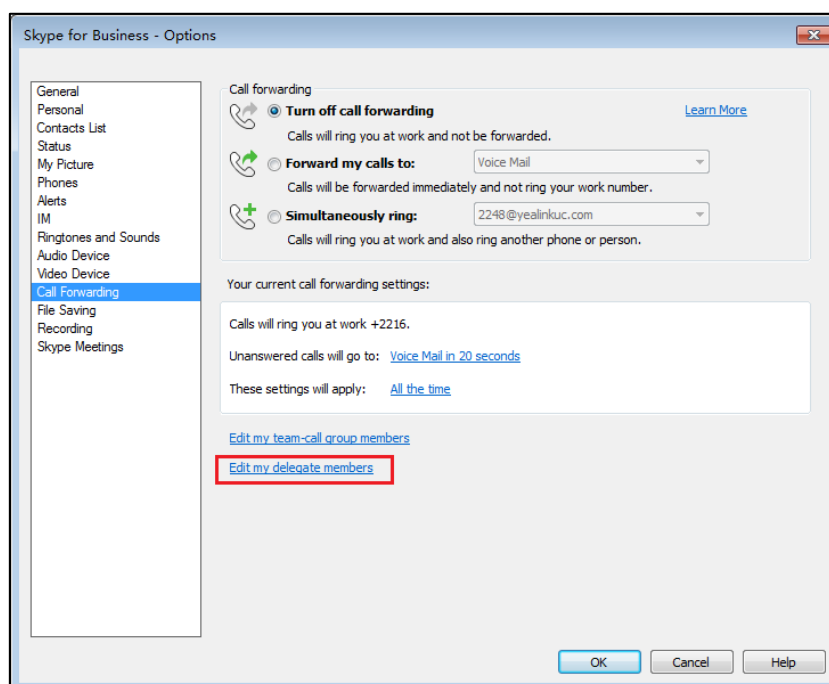 Skype for Business - Options
General
Personal
Contacts List
Status
My Picture
Phones
Alerts
IM
Ringtones and Sounds
Audio Device
Video Device
Call Forwarding
File Saving
Recording
Skype Meetings
Call forwarding
Turn off call forwarding
Learn More
Calls will ring you at work and not be forwarded.
Forward my calls to:
Voice Mail
Calls will be forwarded immediately and not ring your work number.
Simultaneously ring:
2248@yealinkuc.com
Calls will ring you at work and also ring another phone or person.
Your current call forwarding settings:
Calls will ring you at work +2216.
Unanswered calls will go to: Voice Mail in 20 seconds
These settings will apply: All the time
Edit my team-call group members
Edit my delegate members
OK
Cancel
Help